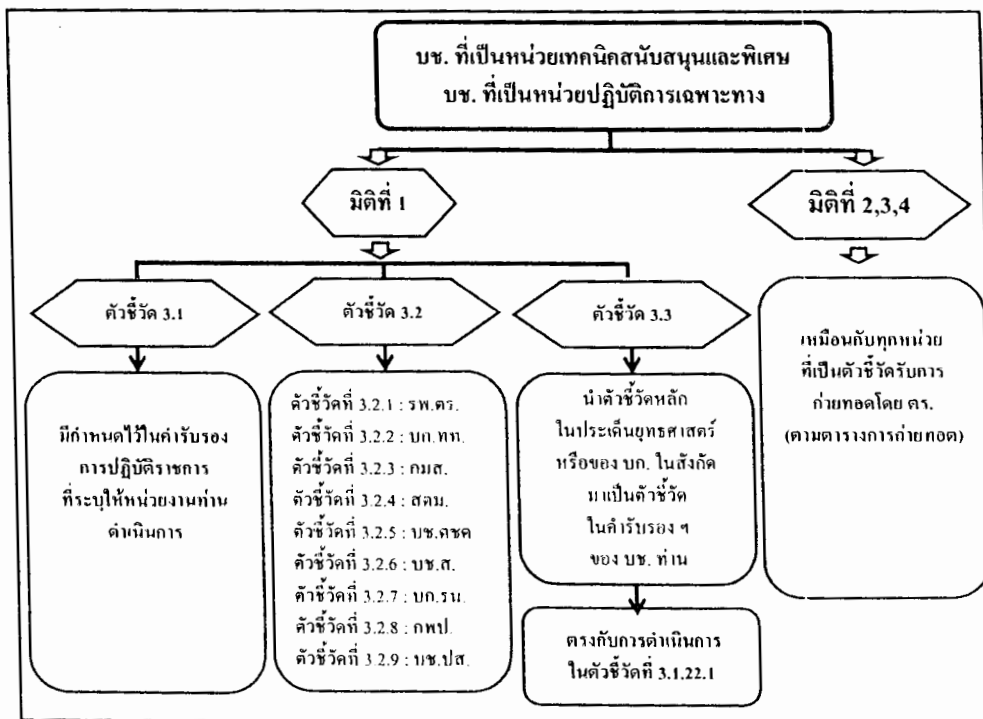 บช. ที่เป็นหน่วยเทคนิคสนับสนุนและพิเศษ
บช. ที่เป็นหน่วยปฏิบัติการเฉพาะทาง
มิติที่ 1
มิติที่ 2,3,4
ตัวชี้วัด 3.1
ตัวชี้วัด 3.2
ตัวชี้วัด 3.3
มีกำหนดไว้ในคำรับรอง
การปฏิบัติราชการ
ที่ระบุให้หน่วยงานท่าน
ดำเนินการ
ตัวชี้วัดที่ 3.2.1 : รพ.ตร.
ตัวชี้วัดที่ 3.2.2 : บก.ทท.
ตัวชี้วัดที่ 3.2.3 : กมส.
ตัวชี้วัดที่ 3.2.4 : สตม.
ตัวชี้วัดที่ 3.2.5 : บช.ตชด
ตัวชี้วัดที่ 3.2.6 : บช.ส.
ตัวชี้วัดที่ 3.2.7 : บก.รน.
ตัวชี้วัดที่ 3.2.8 : กพป.
ตัวชี้วัดที่ 3.2.9 : บช.ปส.
นำตัวชี้วัดหลัก
ในประเด็นยุทธศาสตร์
หรือของ บก. ในสังกัด
มาเป็นตัวชี้วัด
ในคำรับรอง ฯ
ของ บช. ท่าน
ตรงกับการดำเนินการ
ในตัวชี้วัดที่ 3.1.22.1
เหมือนกับทุกหน่วย
ที่เป็นตัวชี้วัดรับการ
ถ่ายทอดโดย ตร.
(ตามตารางการถ่ายทอด)